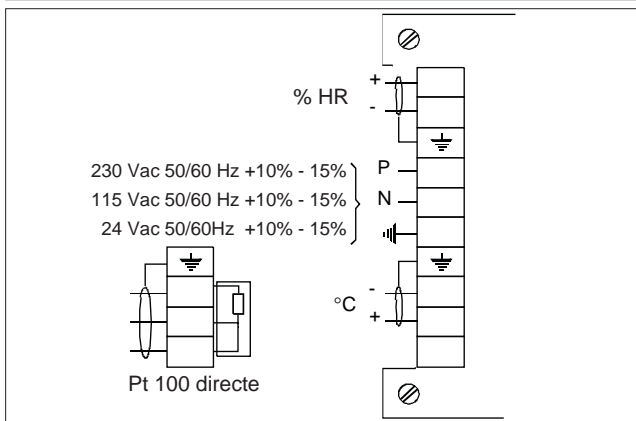 +
% HR
-
230 Vac 50/60 Hz +10% - 15%
P
115 Vac 50/60 Hz +10% - 15%
N
24 Vac 50/60Hz +10% - 15%
-
°C
+
Pt 100 directe